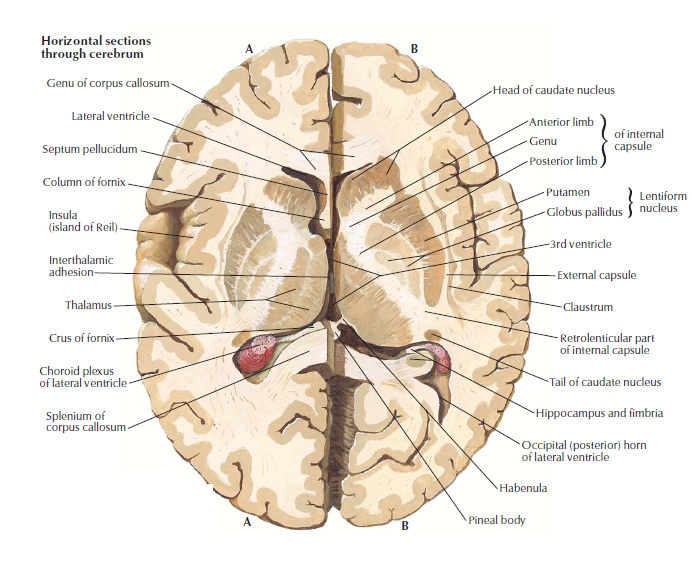 Horizontal sections
through cerebrum
A
B
Genu of corpus callosum
Lateral ventricle
Septum pellucidum
Column of fornix
Insula
(island of Reil)
Interthalamic
adhesion
Thalamus
Crus of fornix
Choroid plexus
of lateral ventricle
Splenium of
corpus callosum
Head of caudate nucleus
Anterior limb
Genu
Posterior limb
of internal
capsule
Putamen
Globus pallidus
Lentiform
nucleus
3rd ventricle
External capsule
Claustrum
Retrolenticular part
of internal capsule
Tail of caudate nucleus
Hippocampus and fimbria
Occipital (posterior) horn
of lateral ventricle
Habenula
Pineal body
A
B